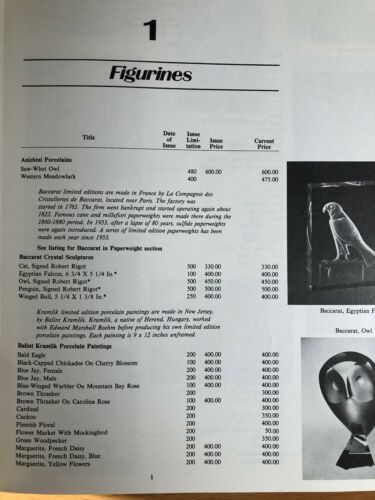 1
Figurines
Title Date of Issue Issue Limi- tation Issue Price Current Price
Anichini Porcelains
Saw-Whet Owl 480 600.00 600.00
Western Meadowlark 400 475.00
Baccarat limited editions are made in France by La Compagnie des
Cristalleries de Baccarat, located near Paris. The factory was
started in 1765. The firm went bankrupt and started operating again about
1822. Famous cane and millefiori paperweights were made there during the
1860-1880 period. In 1953, after a lapse of 80 years, sulfide paperweights
were again introduced. A series of limited edition paperweights has been
made each year since 1953.
See listing for Baccarat in Paperweight section
Baccarat Crystal Sculptures
Cat, Signed Robert Rigot 500 330.00 330.00
Egyptian Falcon, 6 3/4 X 5 1/4 In.* 100 400.00 400.00
Owl, Signed Robert Rigot* 500 450.00 450.00
Penguin, Signed Robert Rigot* 500 500.00 500.00
Winged Bull, 5 1/4 X 1 3/8 In.* 250 400.00 400.00
Kramlik limited edition porcelain paintings are made in New Jersey,
by Balint Kramlik. Kramlik, a native of Herend, Hungary, worked
with Edward Marshall Boehm before producing his own limited edition
porcelain paintings. Each painting is 9 x 12 inches unframed.
Balint Kramlik Porcelain Paintings
Bald Eagle 200 400.00 400.00
Black-Capped Chickadee On Cherry Blossom 100 400.00 400.00
Blue Jay, Female 200 400.00 400.00
Blue Jay, Male 200 400.00 400.00
Blue-Winged Warbler On Mountain Bay Rose 100 400.00 400.00
Brown Thrasher 200 300.00
Brown Thrasher On Carolina Rose 100 400.00 400.00
Cardinal 200 300.00
Cuckoo 200 350.00
Flemish Floral 200 400.00
Flower Market With Mockingbird 200 50.00
Green Woodpecker 200 350.00
Marguerite, French Daisy 200 400.00 400.00
Marguerite, French Daisy, Blue 200 400.00 400.00
Marguerite, Yellow Flowers 200 400.00 400.00
1
Baccarat, Egyptian F
Baccarat, Owl